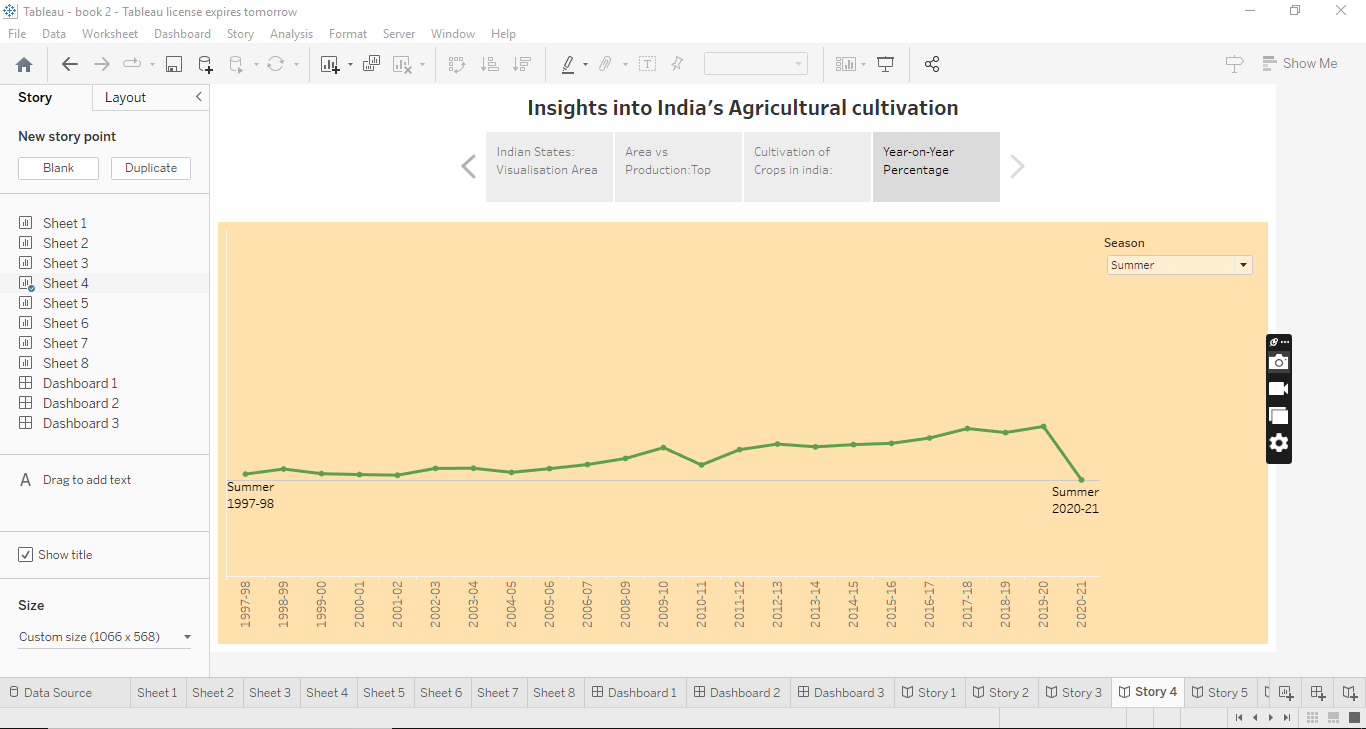 Tableau - book 2 - Tableau license expires tomorrow
File Data Worksheet Dashboard Story Analysis Format Server Window Help
Show Me
Story Layout
New story point
Blank Duplicate
Sheet 1
Sheet 2
Sheet 3
Sheet 4
Sheet 5
Sheet 6
Sheet 7
Sheet 8
Dashboard 1
Dashboard 2
Dashboard 3
A Drag to add text
Show title
Size
Custom size (1066 x 568)
Insights into India's Agricultural cultivation
Indian States:
Visualisation Area
Area vs
Production:Top
Cultivation of
Crops in india:
Year-on-Year
Percentage
Season
Summer
Summer
1997-98
Summer
2020-21
1997-98
1998-99
1999-00
2000-01
2001-02
2002-03
2003-04
2004-05
2005-06
2006-07
2008-09
2009-10
2010-11
2011-12
2012-13
2013-14
2014-15
2015-16
2016-17
2017-18
2018-19
2019-20
2020-21
Data Source Sheet 1 Sheet 2 Sheet 3 Sheet 4 Sheet 5 Sheet 6 Sheet 7 Sheet 8 Dashboard 1 Dashboard 2 Dashboard 3 Story 1 Story 2 Story 3 Story 4 Story 5